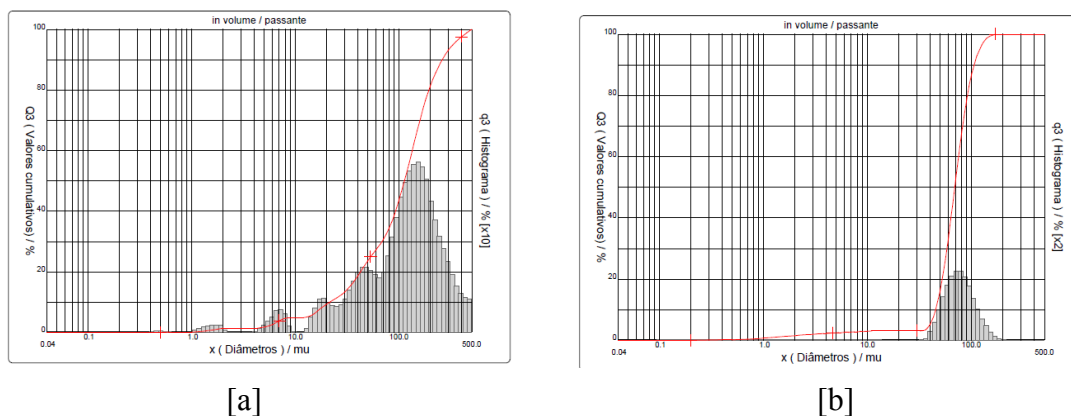 in volume / passante
100
80
60
40
20
0
Q3 ( Valores cumulativos) / %
q3 ( Histograma ) / % [x10]
0.04
0.1
1.0
10.0
100.0
500.0
x ( Diâmetros ) / mu
[a]
in volume / passante
100
80
60
40
20
0
Q3 ( Valores cumulativos) / %
q3 ( Histograma ) / % [x2]
0.04
0.1
1.0
10.0
100.0
500.0
x ( Diâmetros ) / mu
[b]